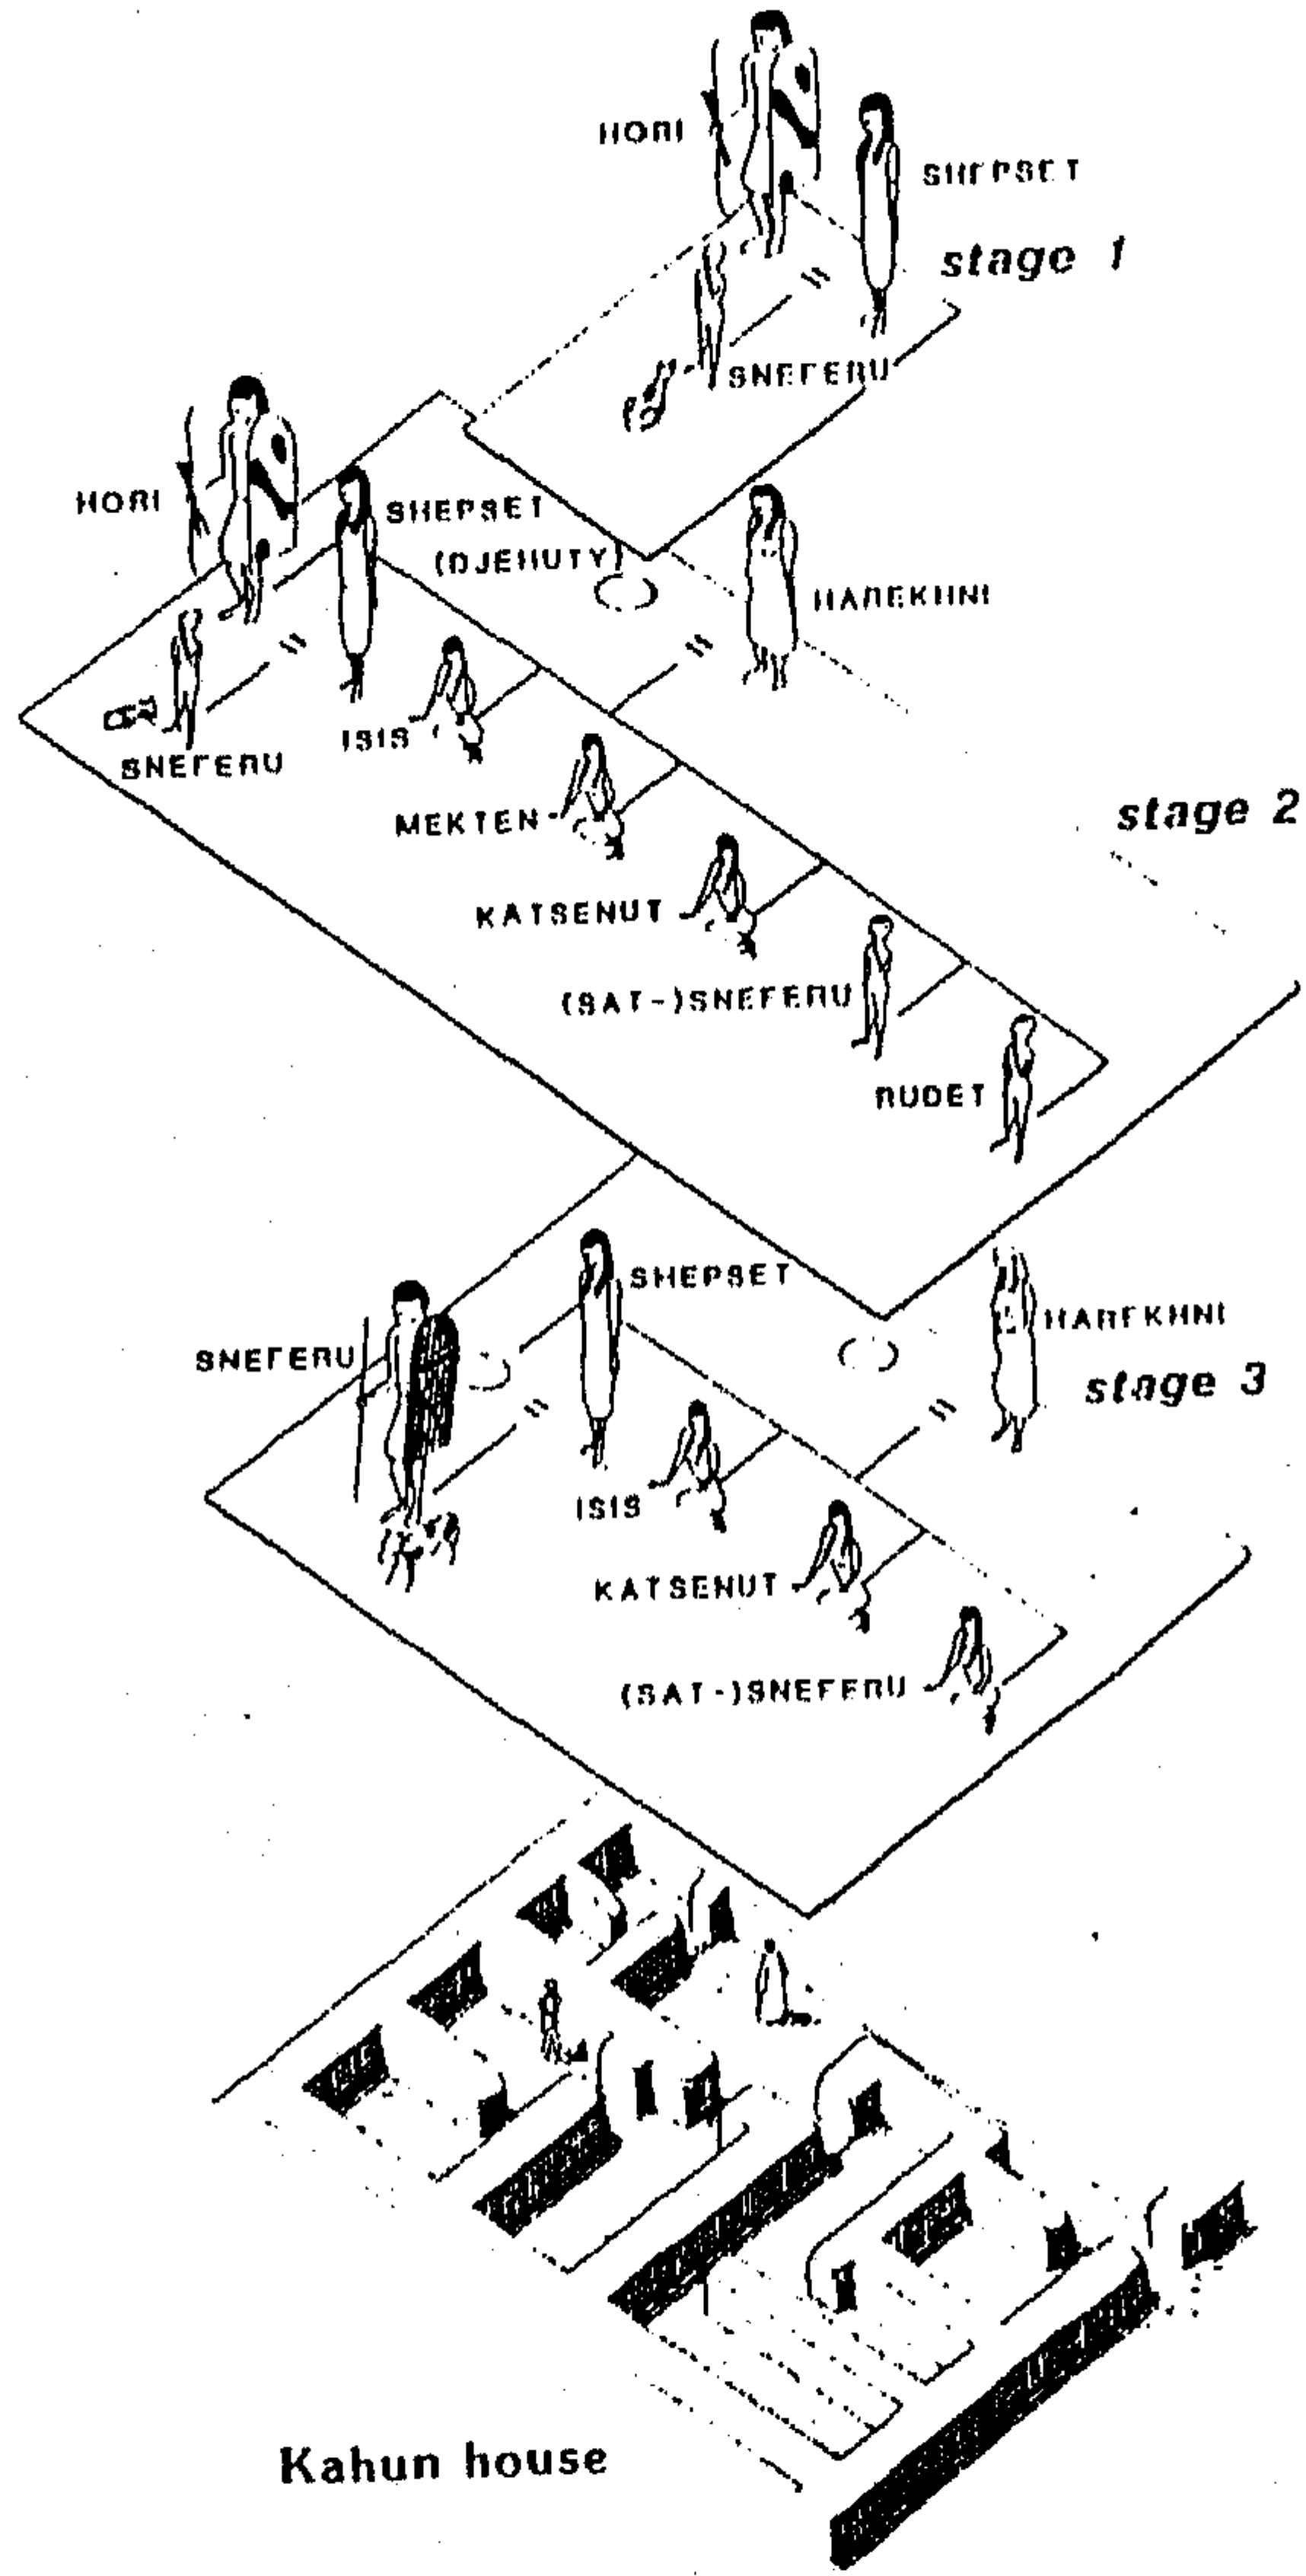 HORI
SHEPSET
stage 1
SNEFERU
HORI
SHEPSET
(DJEHUTY)
HAREKHNI
SNEFERU
ISIS
MEKTEN
stage 2
KATSENUT
(SAT-)SNEFERU
RUDET
SHEPSET
HAREKHNI
SNEFERU
stage 3
ISIS
KATSENUT
(SAT-)SNEFERU
Kahun house